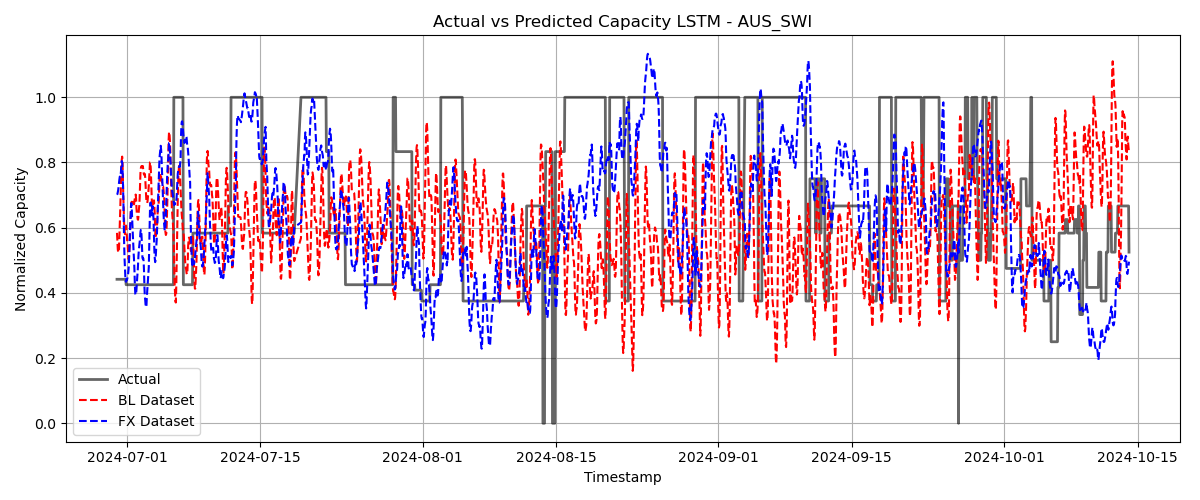 Actual vs Predicted Capacity LSTM - AUS_SWI
Normalized Capacity
1.0
0.8
0.6
0.4
0.2
0.0
Actual
BL Dataset
FX Dataset
2024-07-01 2024-07-15 2024-08-01 2024-08-15 2024-09-01 2024-09-15 2024-10-01 2024-10-15
Timestamp